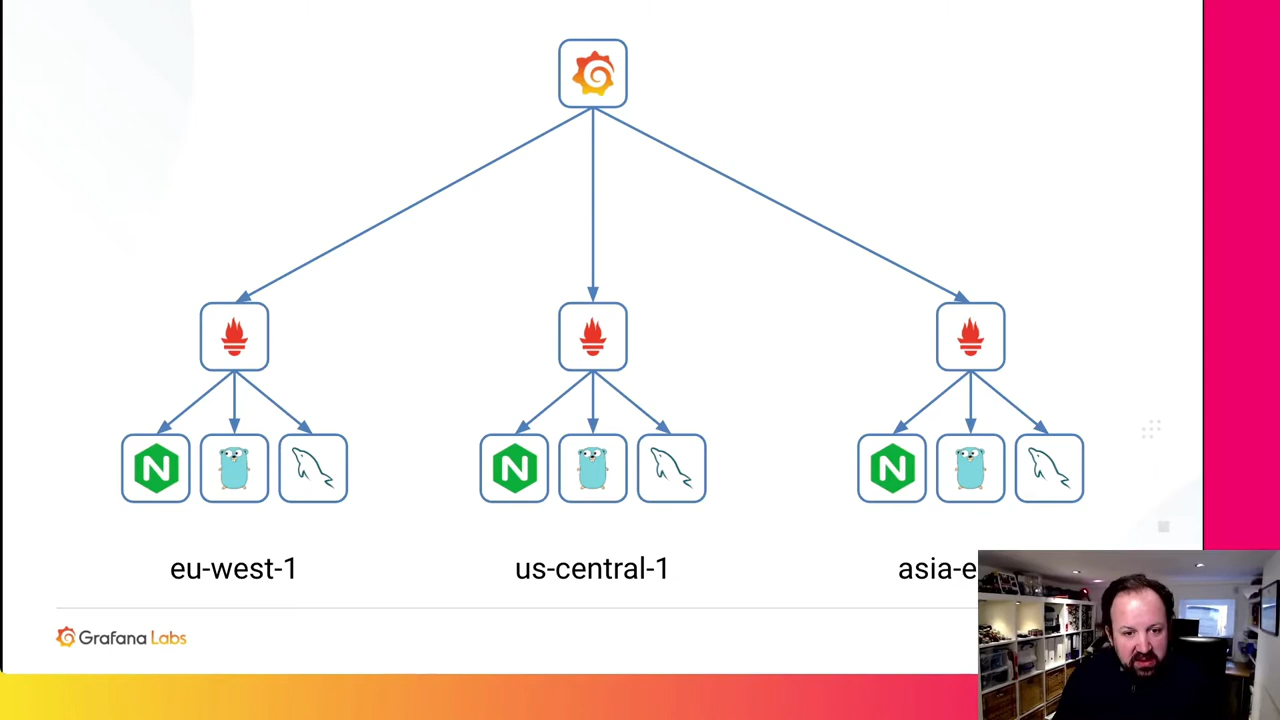 N
N
N
eu-west-1
us-central-1
asia-e
Grafana Labs